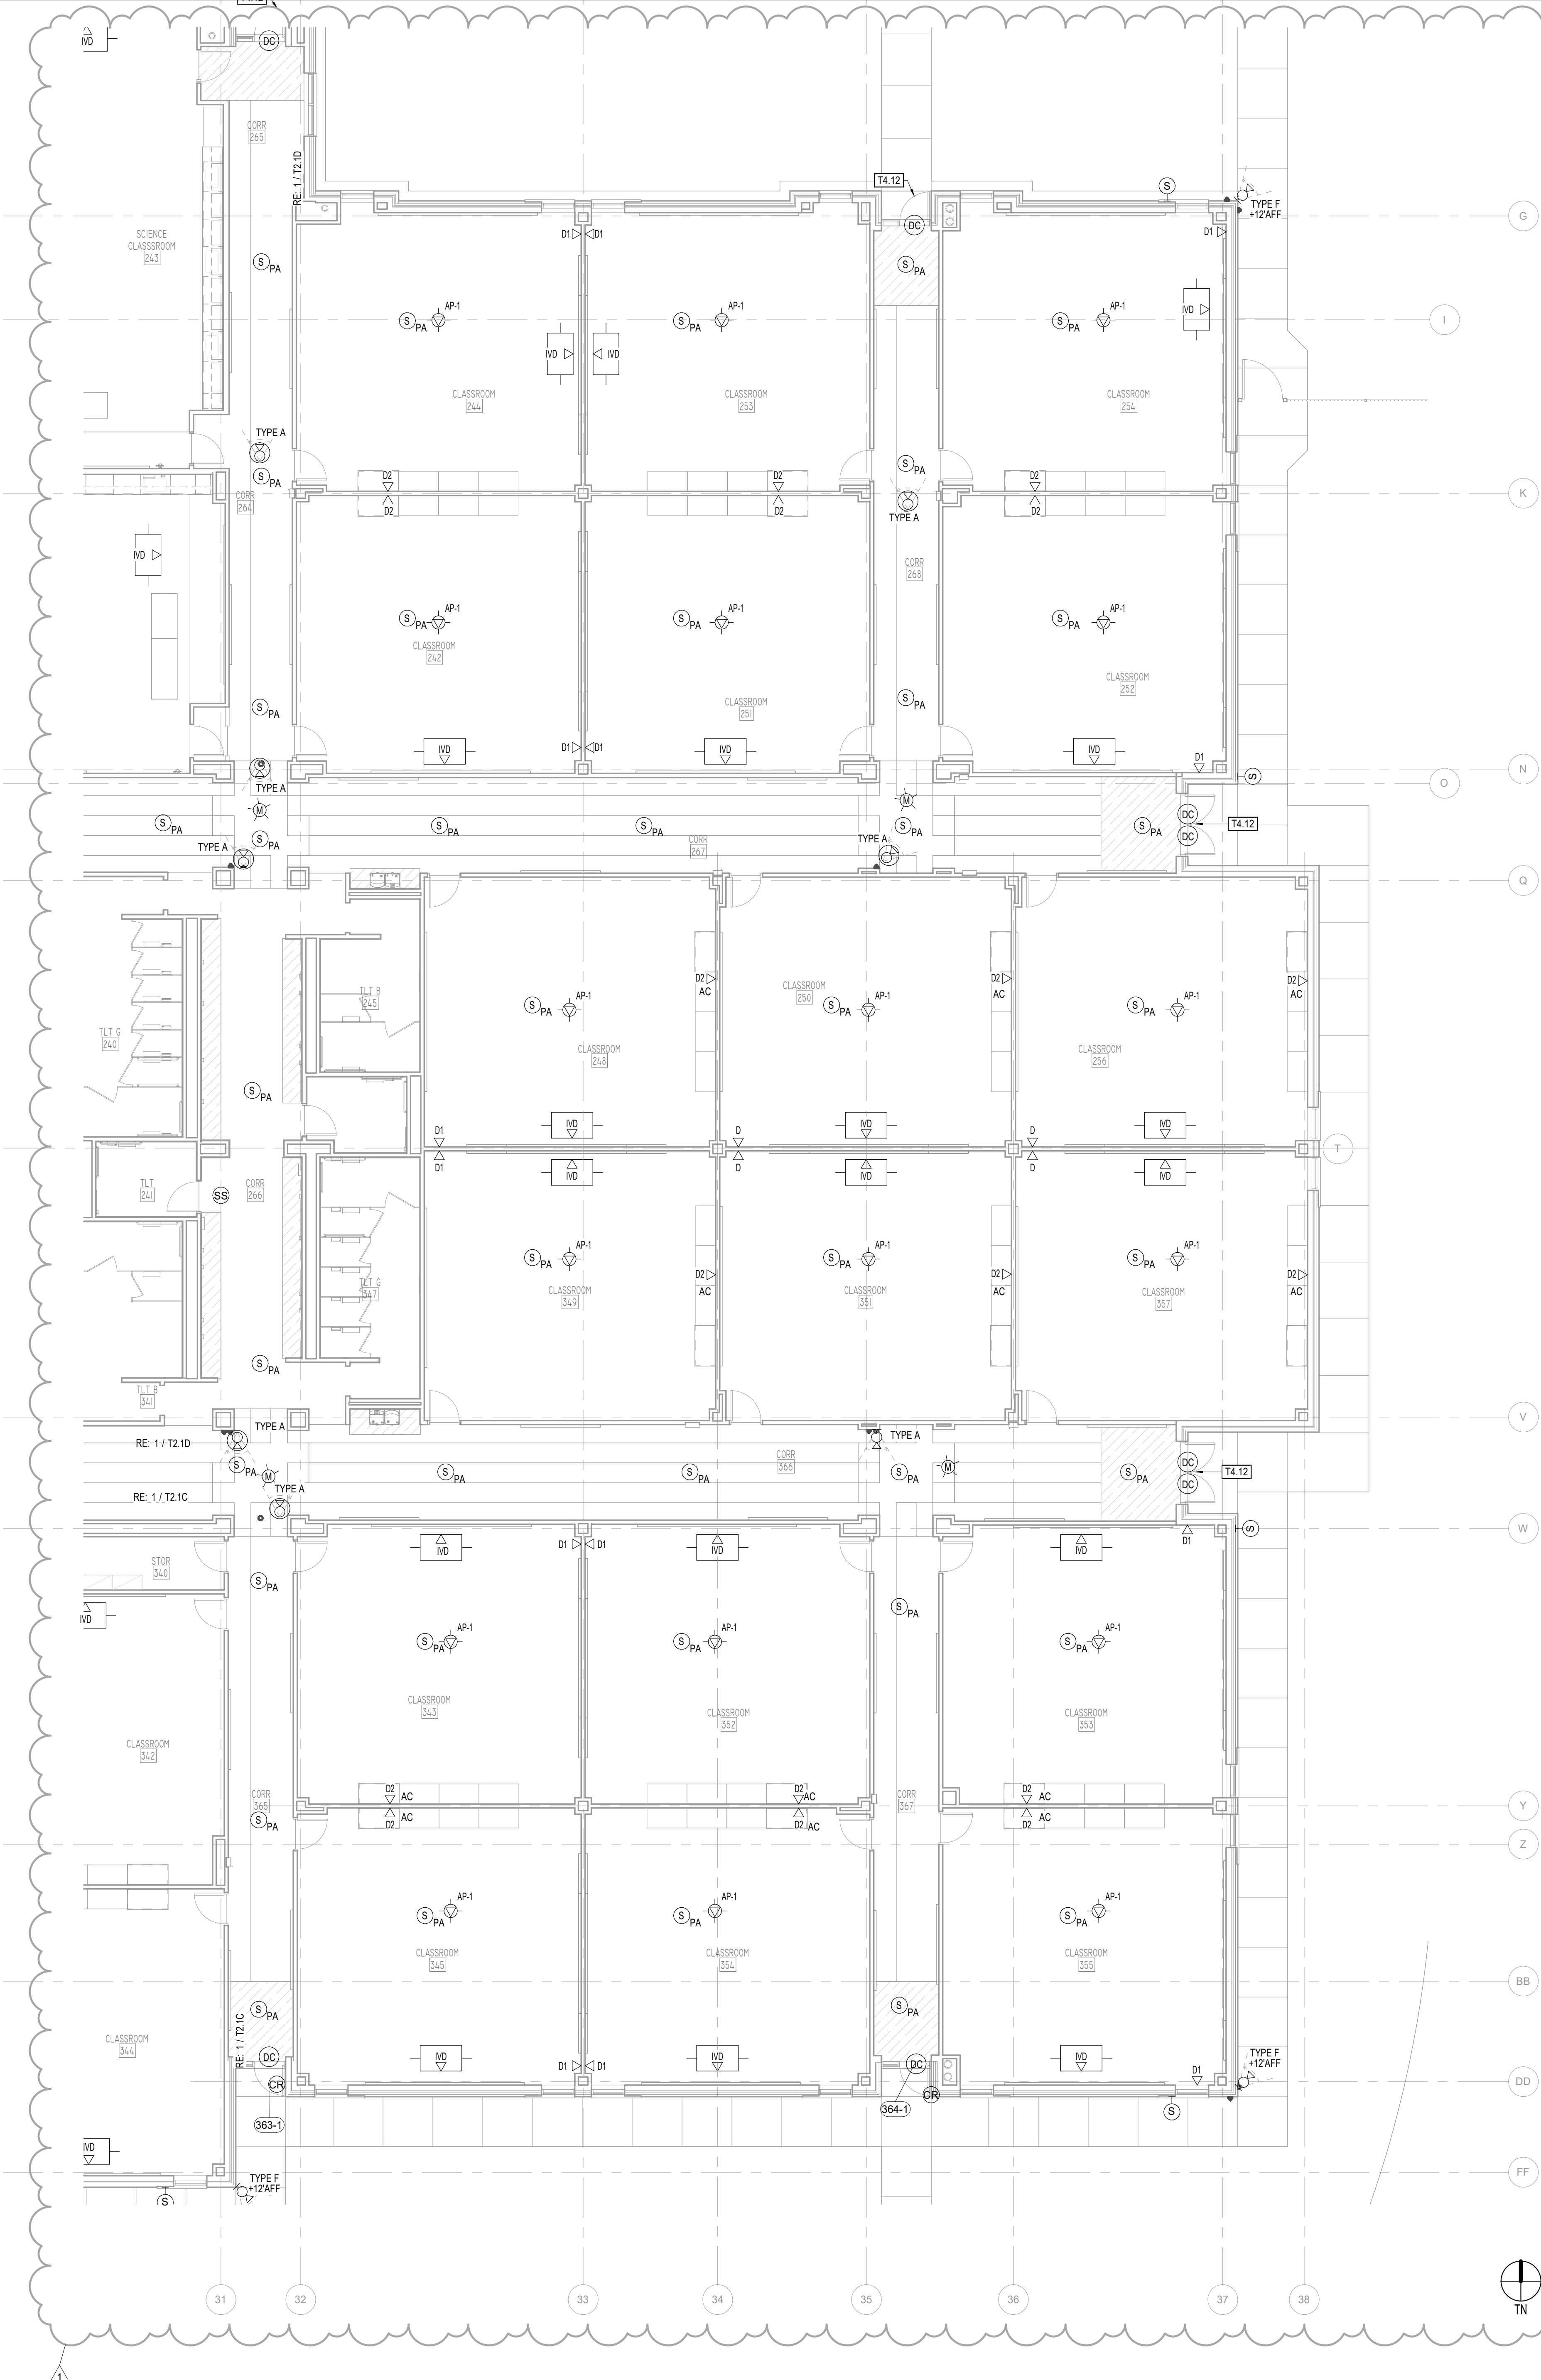 IVD
DC
CORR
265
RE: 1 / T2.1D
T4.12
S
TYPE F
+12'AFF
G
DC
SCIENCE
CLASSSROOM
243
D1 D1
D1
S PA
S PA
AP-1
S PA
AP-1
S PA
S PA
AP-1
IVD
I
IVD
IVD
CLASSROOM
244
CLASSROOM
253
CLASSROOM
254
TYPE A
S PA
S PA
D2
D2
D2
D2
D2
D2
CORR
264
TYPE A
K
IVD
CORR
268
S PA
AP-1
S PA
AP-1
S PA
AP-1
CLASSROOM
242
CLASSROOM
251
CLASSROOM
252
S PA
S PA
IVD
D1 D1
IVD
IVD
D1
N
TYPE A
S
O
M
M
S PA
S PA
S PA
S PA
S PA
S PA
DC
DC
T4.12
TYPE A
CORR
267
TYPE A
Q
TLT G
240
TLT B
245
D2
AC
CLASSROOM
250
D2
AC
D2
AC
S PA
AP-1
S PA
AP-1
S PA
AP-1
CLASSROOM
248
CLASSROOM
256
S PA
D1
IVD
D
IVD
D
IVD
T
D1
IVD
D
IVD
D
IVD
TLT
241
SS
CORR
266
S PA
AP-1
S PA
AP-1
S PA
AP-1
TLT G
347
D2
AC
D2
AC
D2
AC
CLASSROOM
349
CLASSROOM
351
CLASSROOM
357
S PA
TLT B
341
TYPE A
V
TYPE A
RE: 1 / T2.1D
CORR
366
S PA
M
S PA
S PA
S PA
M
S PA
DC
DC
T4.12
RE: 1 / T2.1C
TYPE A
W
S
STOR
340
IVD
D1 D1
IVD
IVD
D1
S PA
S PA
IVD
S PA
AP-1
S PA
AP-1
S PA
AP-1
CLASSROOM
343
CLASSROOM
352
CLASSROOM
353
CLASSROOM
342
CORR
365
D2
AC
D2
AC
CORR
367
D2
AC
Y
S PA
D2
AC
D2
AC
D2
AC
Z
S PA
AP-1
S PA
AP-1
S PA
AP-1
CLASSROOM
345
CLASSROOM
354
CLASSROOM
355
BB
S PA
S PA
CLASSROOM
344
RE: 1 / T2.1C
DC
IVD
D1 D1
IVD
DC
IVD
D1
TYPE F
+12'AFF
DD
CR
CR
363-1
364-1
S
IVD
TYPE F
+12'AFF
S
FF
31
32
33
34
35
36
37
38
TN
1